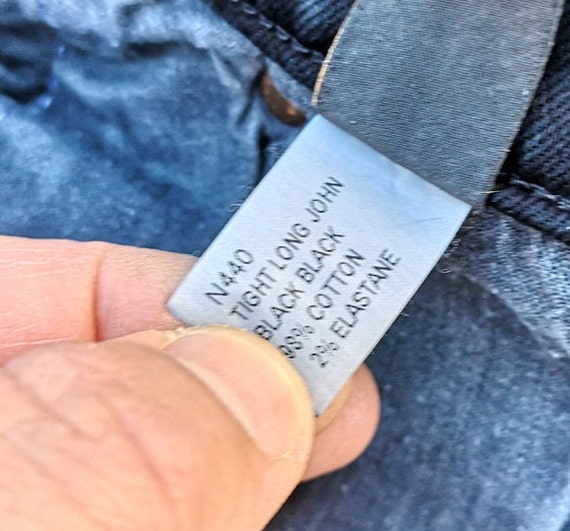 N440
TIGHT LONG JOHN
BLACK BLACK
98% COTTON
2% ELASTANE